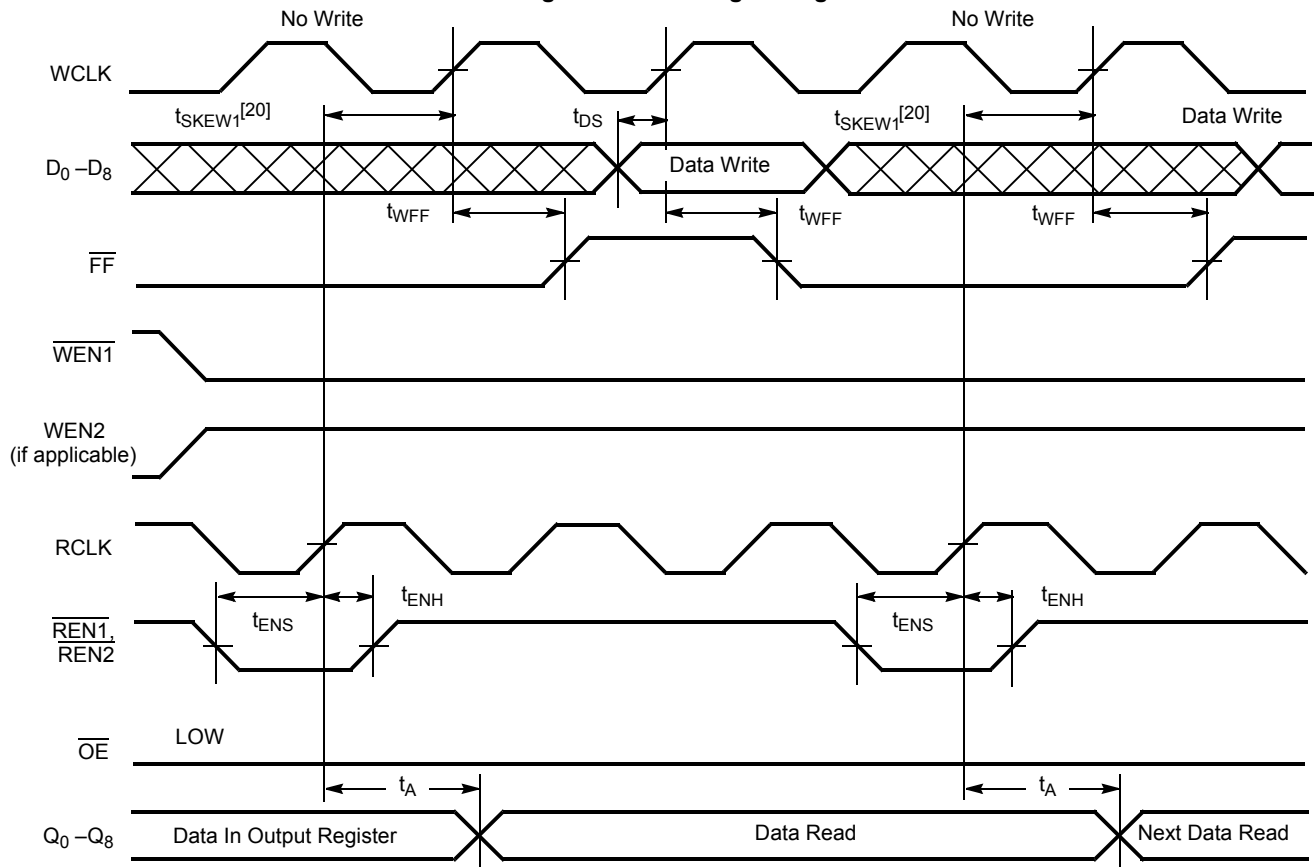 No Write
No Write
WCLK
tSKEW1[20]
tDS
tSKEW1[20]
Data Write
D0 –D8
Data Write
tWFF
tWFF
tWFF
FF
WEN1
WEN2
(if applicable)
RCLK
tENS
tENH
tENS
tENH
REN1,
REN2
OE
LOW
tA
tA
Q0 –Q8
Data In Output Register
Data Read
Next Data Read